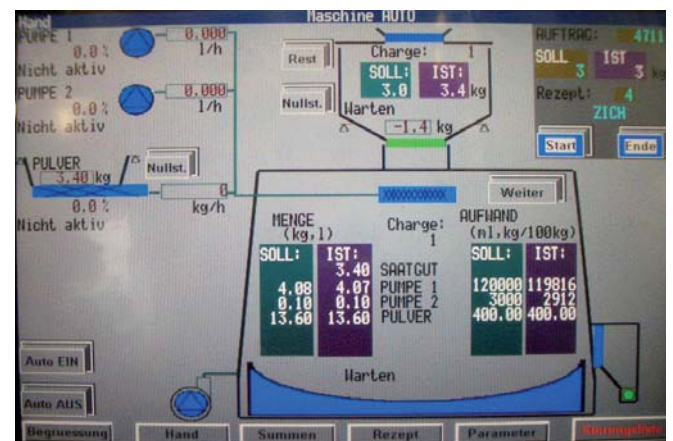 Hand
Maschine AUTO
PUMPE 1
0.0 %
Nicht aktiv
0.000
l/h
PUMPE 2
0.0 %
Nicht aktiv
0.000
l/h
PULVER
3.40 kg
Nullst.
0.0 %
Nicht aktiv
0
kg/h
Rest
Nullst.
Charge: 1
SOLL: IST:
3.0 3.4 kg
Warten
-1.4 kg
AUFTRAG: 4711
SOLL IST
3 3 kg
Rezept: 4
ZICH
Start Ende
Weiter
MENGE
(kg,l)
Charge:
1
AUFWAND
(ml,kg/100kg)
SOLL: IST: SOLL: IST:
3.40 SAATGUT
4.08 4.07 PUMPE 1 120000 119816
0.10 0.10 PUMPE 2 3000 2912
13.60 13.60 PULVER 400.00 400.00
Warten
Auto EIN
Auto AUS
Begruessung Hand Summen Rezept Parameter Störungsliste